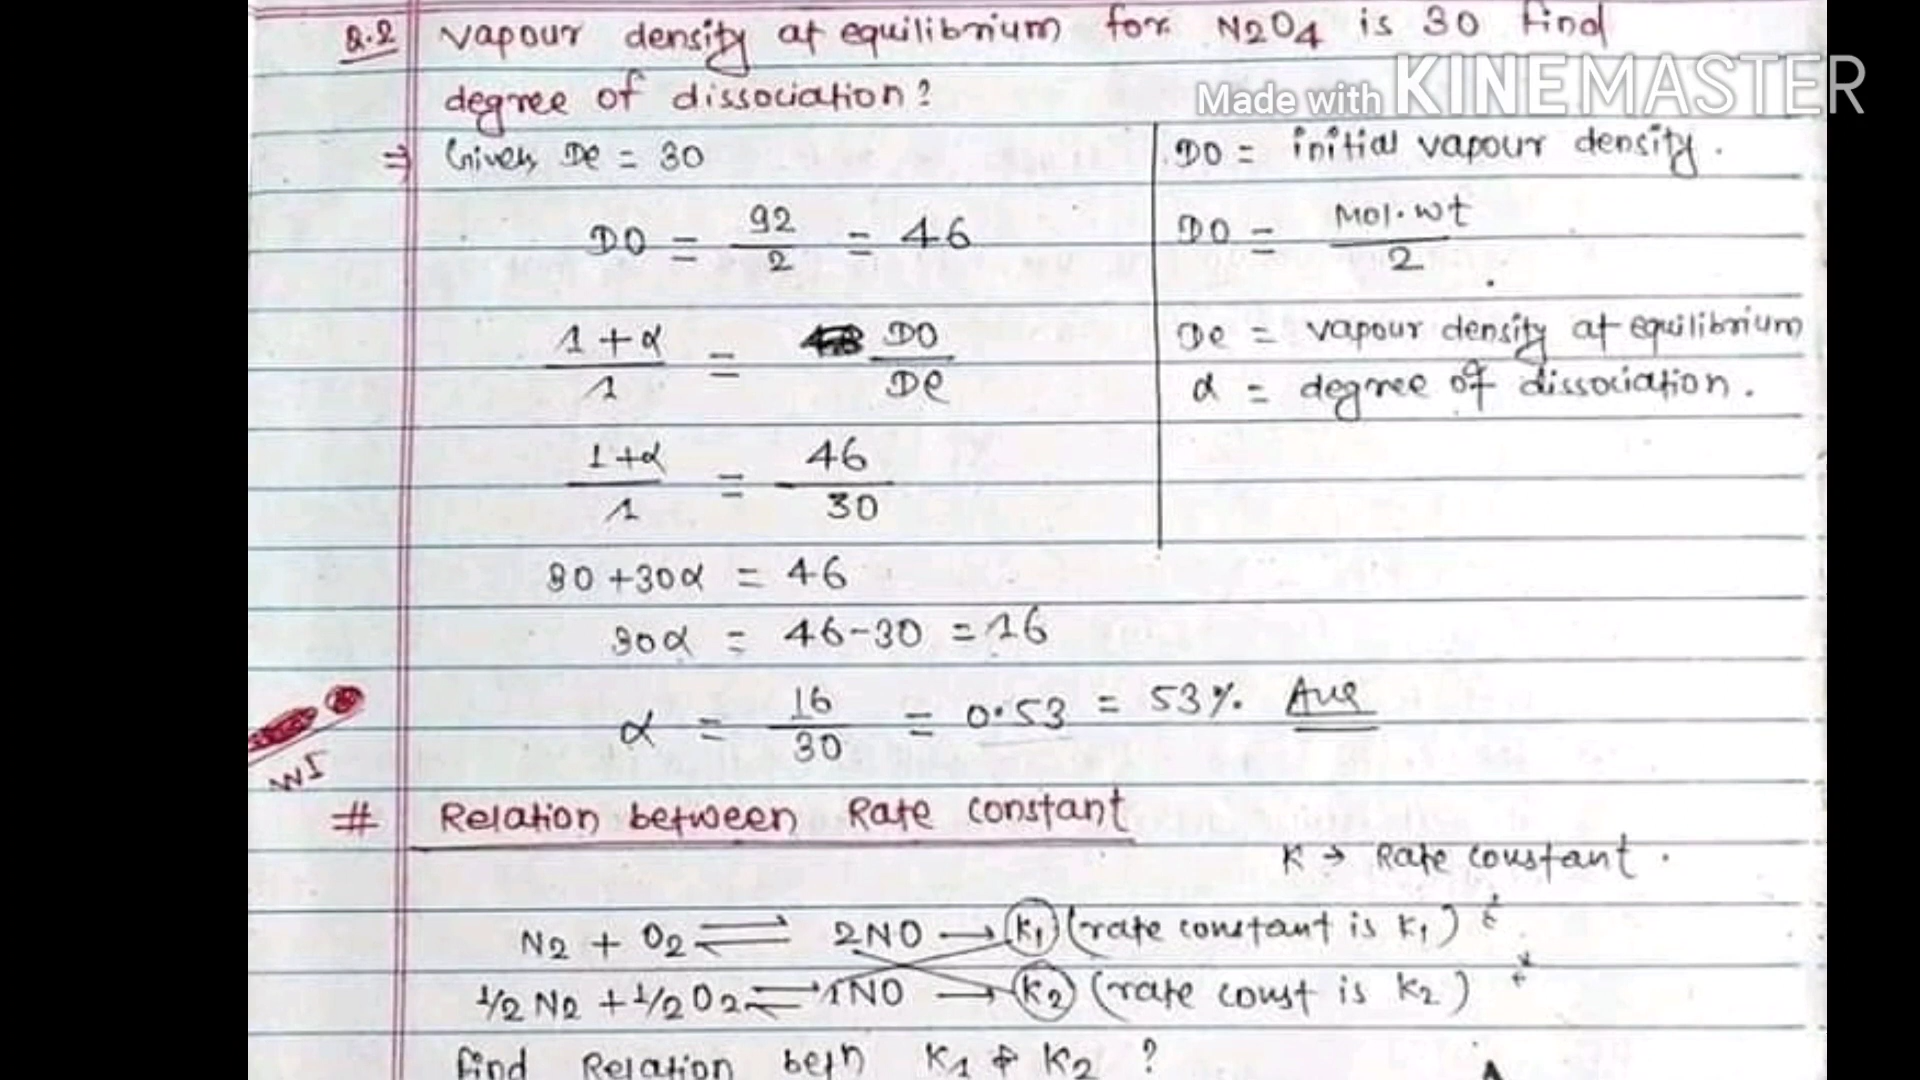 Q.2 Vapour density at equilibrium for N2O4 is 30 find
Made with KINEMASTER
degree of dissociation?
⇒ Given De = 30
D0 = initial vapour density.
D0 = 92/2 = 46
D0 = Mol.wt/2
1+α/1 = D0/De
De = vapour density at equilibrium
α = degree of dissociation.
1+α/1 = 46/30
30+30α = 46
30α = 46-30 = 16
α = 16/30 = 0.53 = 53%. Ans
# Relation between Rate constant
K → Rate constant.
N2 + O2 ⇌ 2NO → K1 (rate constant is K1)
1/2 N2 + 1/2 O2 ⇌ 1NO → K2 (rate const is K2)
find Relation betn K1 & K2 ?